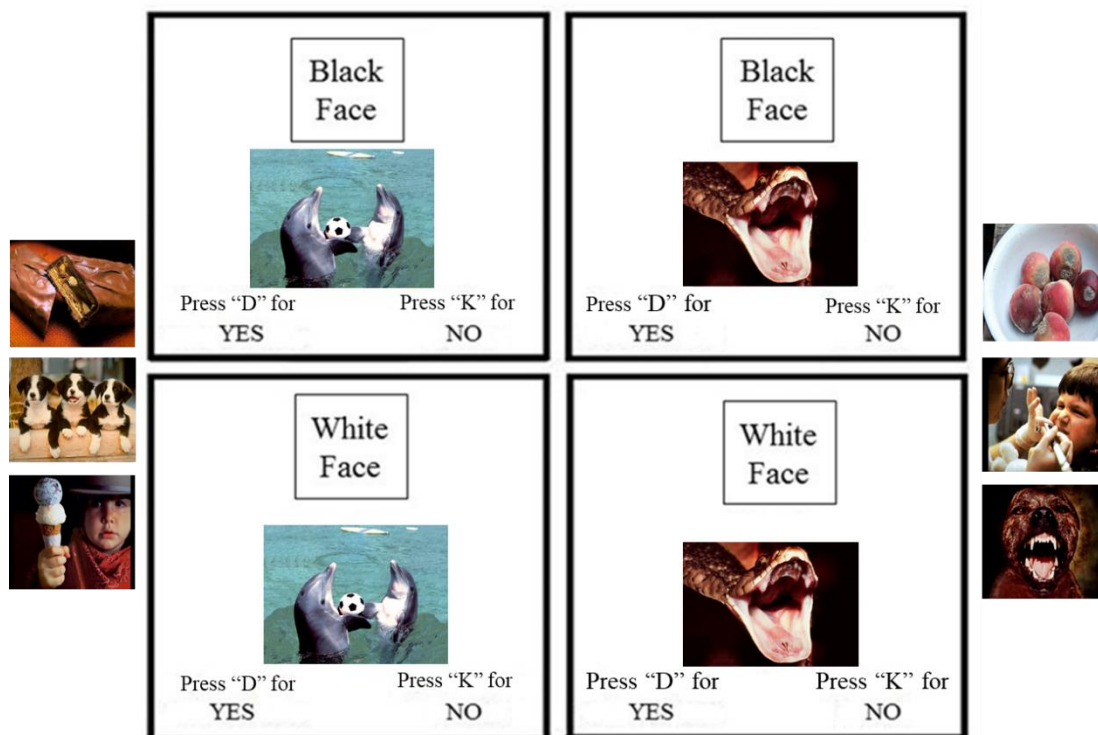 Black
Face
Press “D” for
YES
Press “K” for
NO
Black
Face
Press “D” for
YES
Press “K” for
NO
White
Face
Press “D” for
YES
Press “K” for
NO
White
Face
Press “D” for
YES
Press “K” for
NO